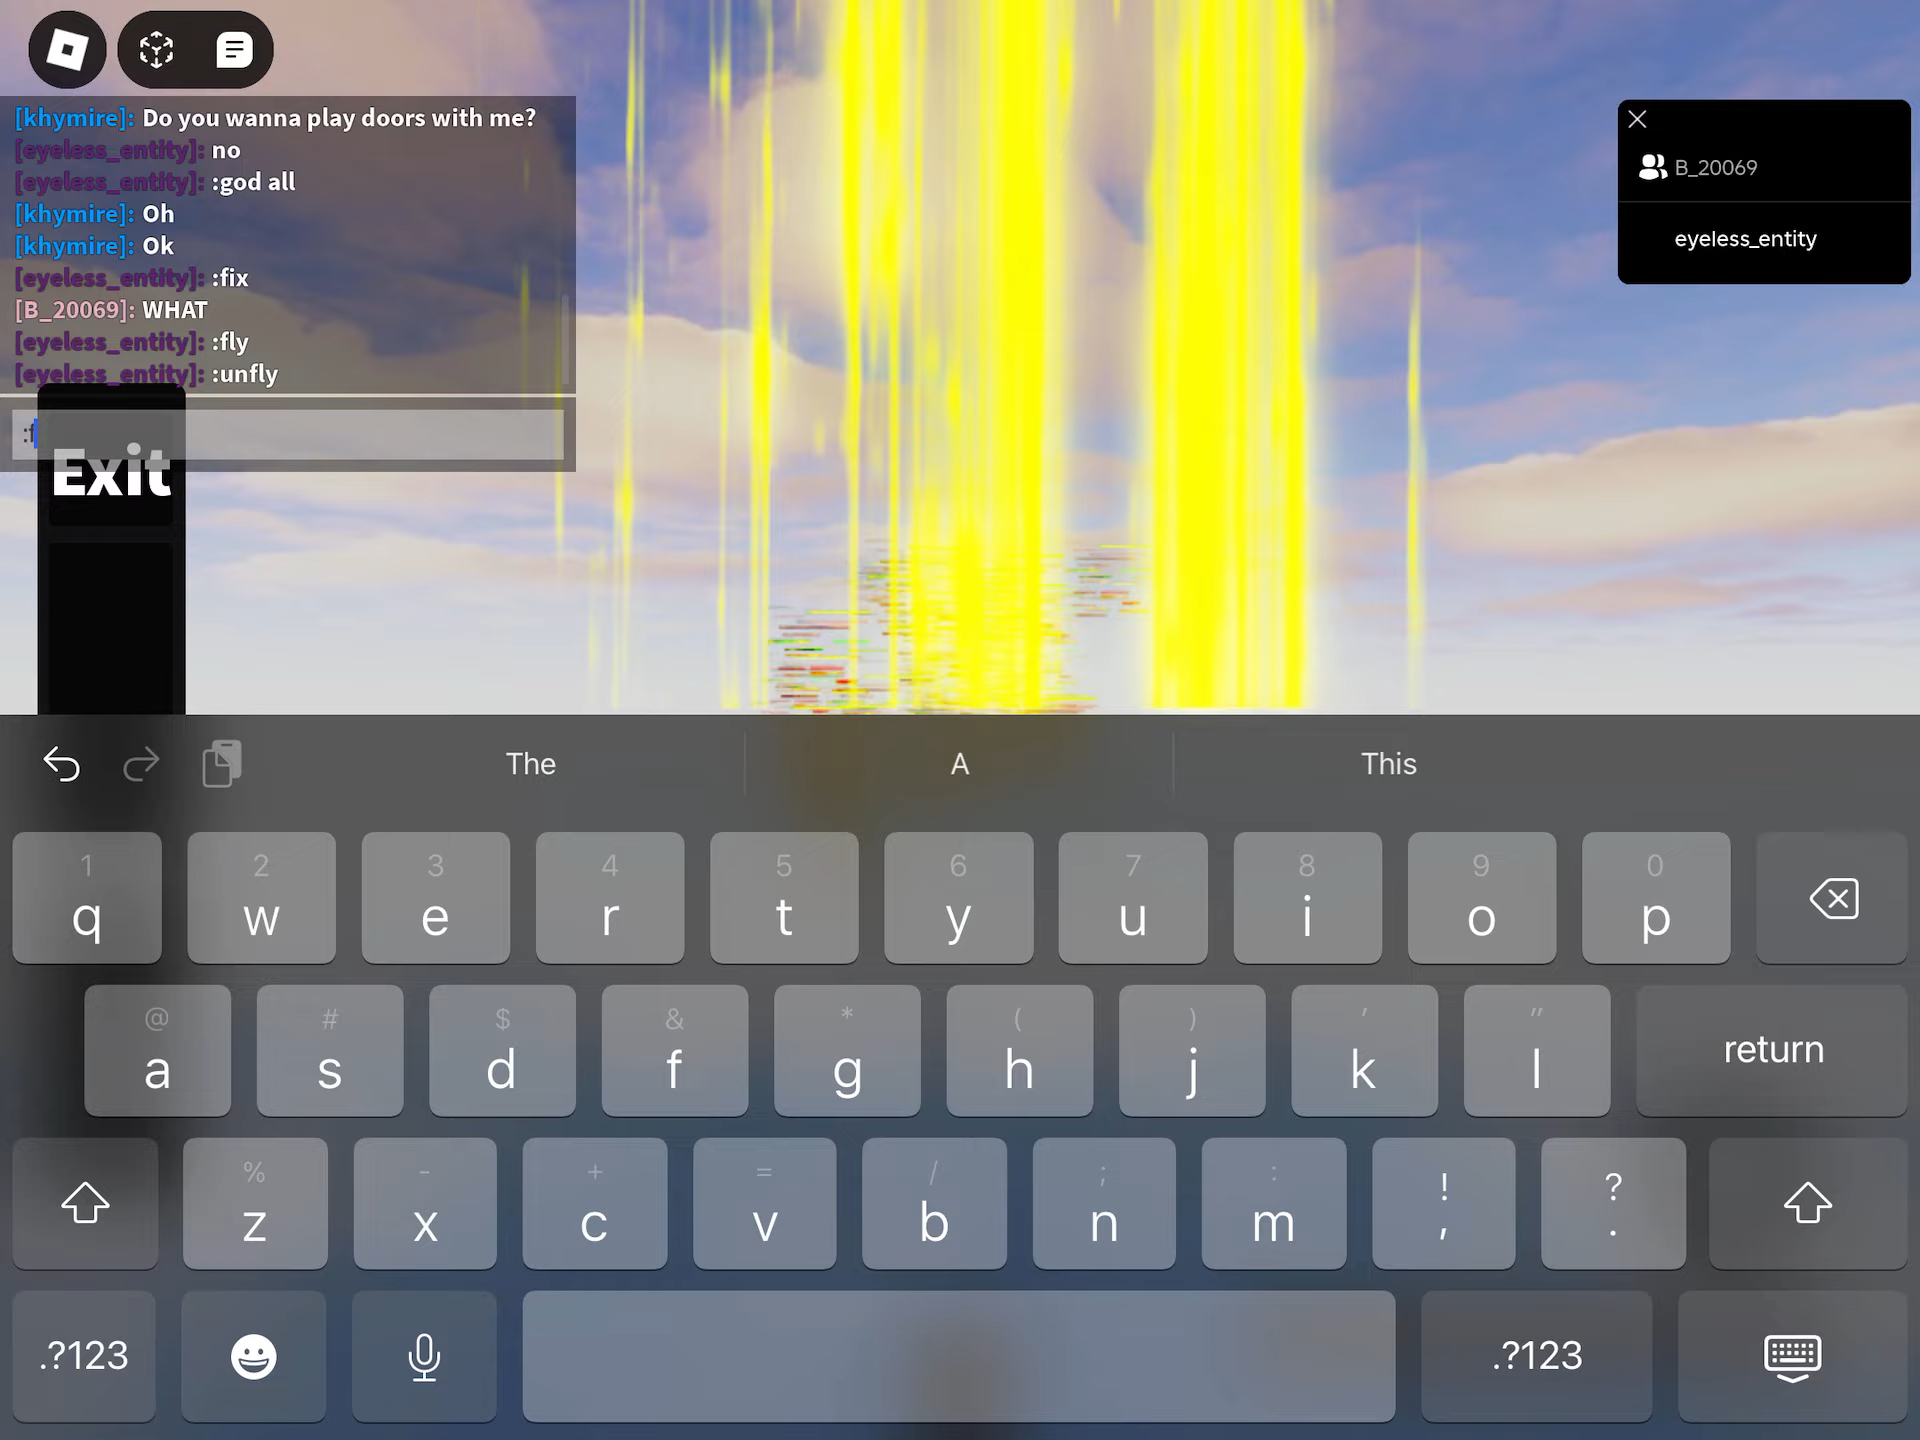 [khymire]: Do you wanna play doors with me?
[eyeless_entity]: no
[eyeless_entity]: :god all
[khymire]: Oh
[khymire]: Ok
[eyeless_entity]: :fix
[B_20069]: WHAT
[eyeless_entity]: :fly
[eyeless_entity]: :unfly
:f
Exit
B_20069
eyeless_entity
The A This
1 2 3 4 5 6 7 8 9 0
q w e r t y u i o p
@ # $ & * ( ) ' "
a s d f g h j k l return
% - + = / ; : ! ?
z x c v b n m , .
.?123 .?123